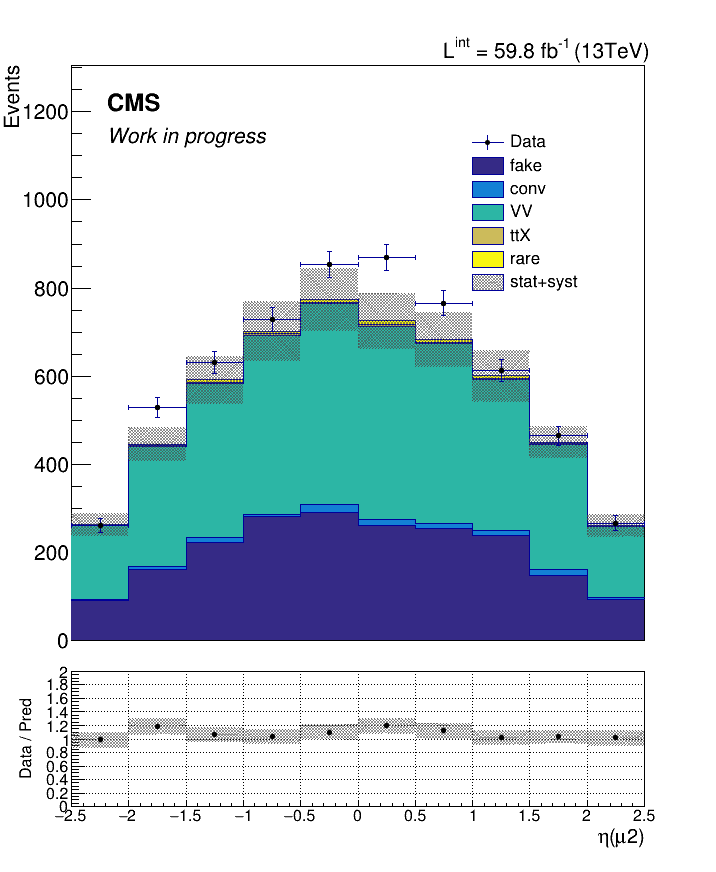 L^int = 59.8 fb^-1 (13TeV)
Events
CMS
Work in progress
Data
fake
conv
VV
ttX
rare
stat+syst
1200
1000
800
600
400
200
0
Data / Pred
2
1.8
1.6
1.4
1.2
1
0.8
0.6
0.4
0.2
0
−2.5 −2 −1.5 −1 −0.5 0 0.5 1 1.5 2 2.5
η(μ2)